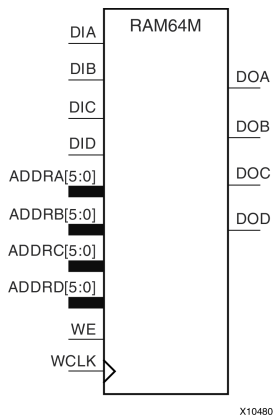 RAM64M
DIA
DIB
DIC
DID
ADDRA[5:0]
ADDRB[5:0]
ADDRC[5:0]
ADDRD[5:0]
WE
WCLK
DOA
DOB
DOC
DOD
X10480